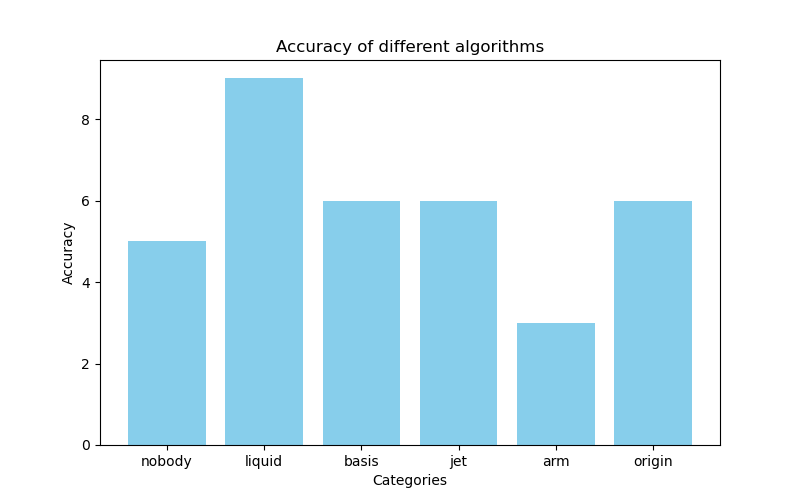 Accuracy of different algorithms
Accuracy
8
6
4
2
0
nobody liquid basis jet arm origin
Categories